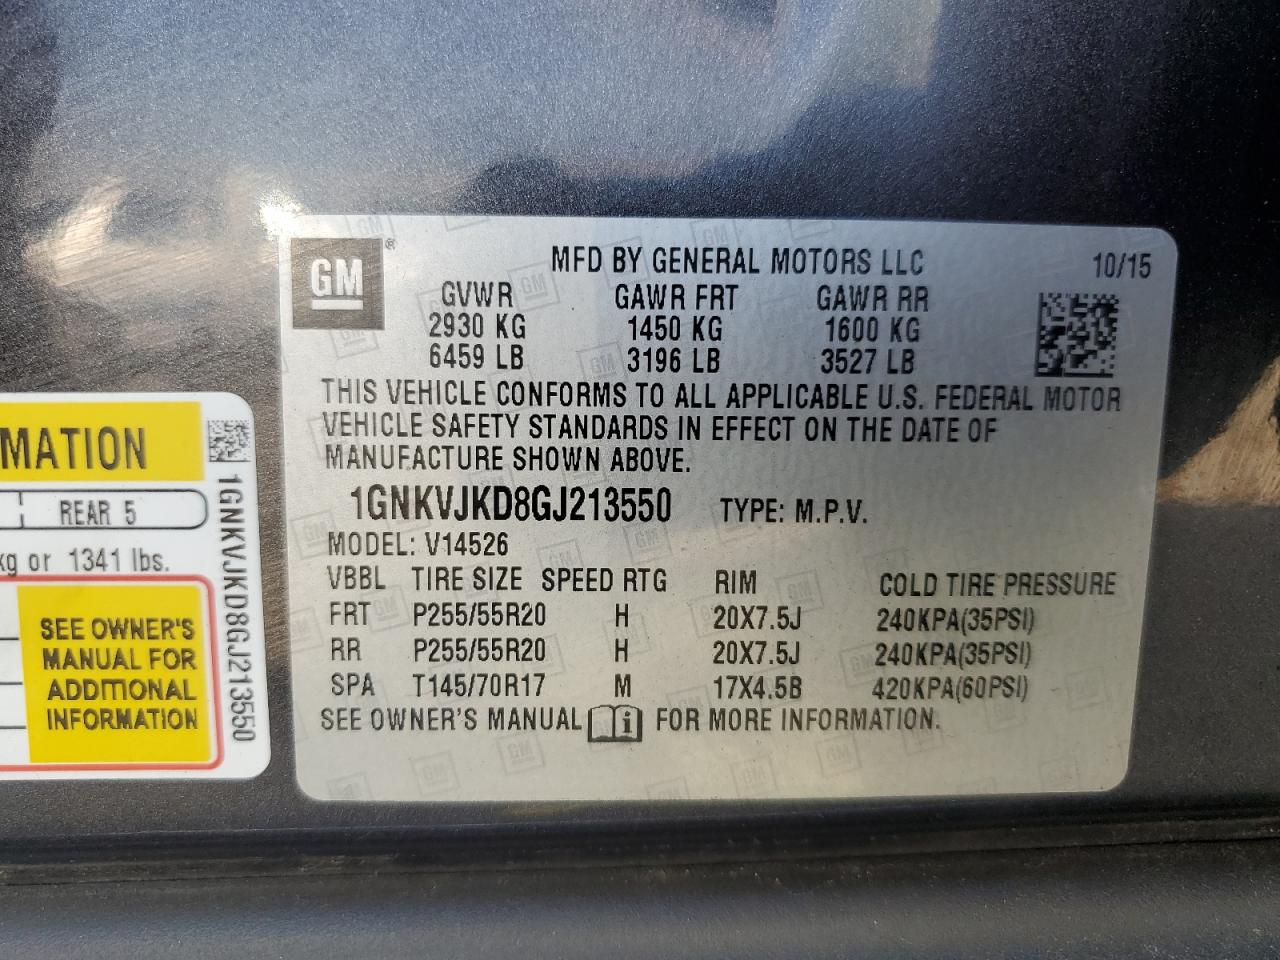 GM®
MFD BY GENERAL MOTORS LLC 10/15
GVWR GAWR FRT GAWR RR
2930 KG 1450 KG 1600 KG
6459 LB 3196 LB 3527 LB
THIS VEHICLE CONFORMS TO ALL APPLICABLE U.S. FEDERAL MOTOR
VEHICLE SAFETY STANDARDS IN EFFECT ON THE DATE OF
MANUFACTURE SHOWN ABOVE.
1GNKVJKD8GJ213550 TYPE: M.P.V.
MODEL: V14526
VBBL TIRE SIZE SPEED RTG RIM COLD TIRE PRESSURE
FRT P255/55R20 H 20X7.5J 240KPA(35PSI)
RR P255/55R20 H 20X7.5J 240KPA(35PSI)
SPA T145/70R17 M 17X4.5B 420KPA(60PSI)
SEE OWNER'S MANUAL i FOR MORE INFORMATION.
MATION
REAR 5
kg or 1341 lbs.
SEE OWNER'S
MANUAL FOR
ADDITIONAL
INFORMATION
1GNKVJKD8GJ213550